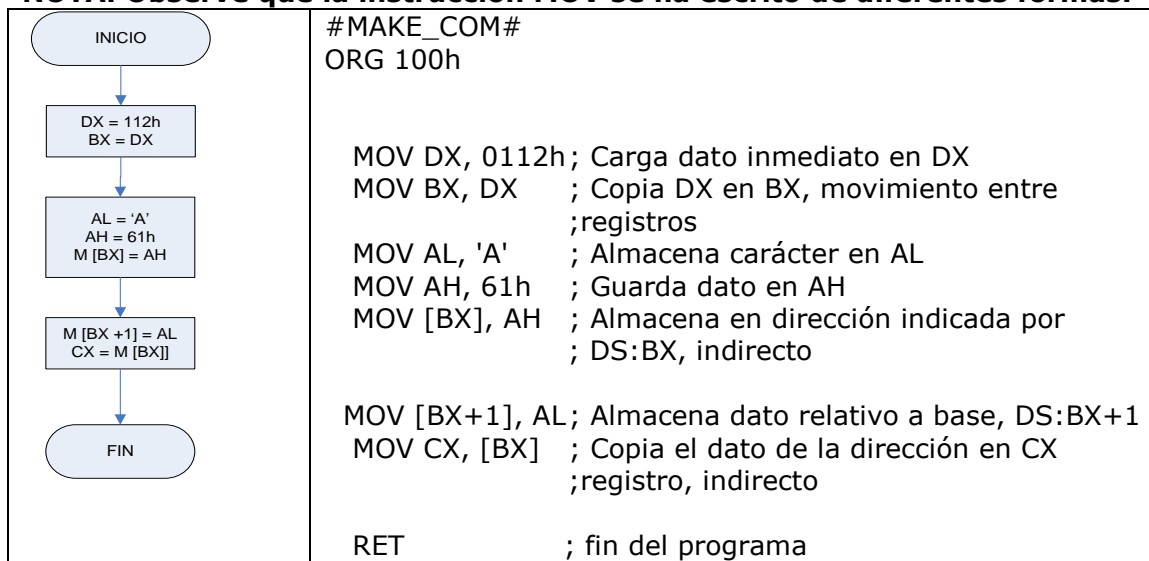 NOTA: Observe que la instrucción MOV se ha escrito de diferentes formas.
INICIO
DX = 112h
BX = DX
AL = ‘A’
AH = 61h
M [BX] = AH
M [BX +1] = AL
CX = M [BX]]
FIN
#MAKE_COM#
ORG 100h
MOV DX, 0112h; Carga dato inmediato en DX
MOV BX, DX ; Copia DX en BX, movimiento entre
;registros
MOV AL, 'A' ; Almacena carácter en AL
MOV AH, 61h ; Guarda dato en AH
MOV [BX], AH ; Almacena en dirección indicada por
; DS:BX, indirecto
MOV [BX+1], AL; Almacena dato relativo a base, DS:BX+1
MOV CX, [BX] ; Copia el dato de la dirección en CX
;registro, indirecto
RET ; fin del programa